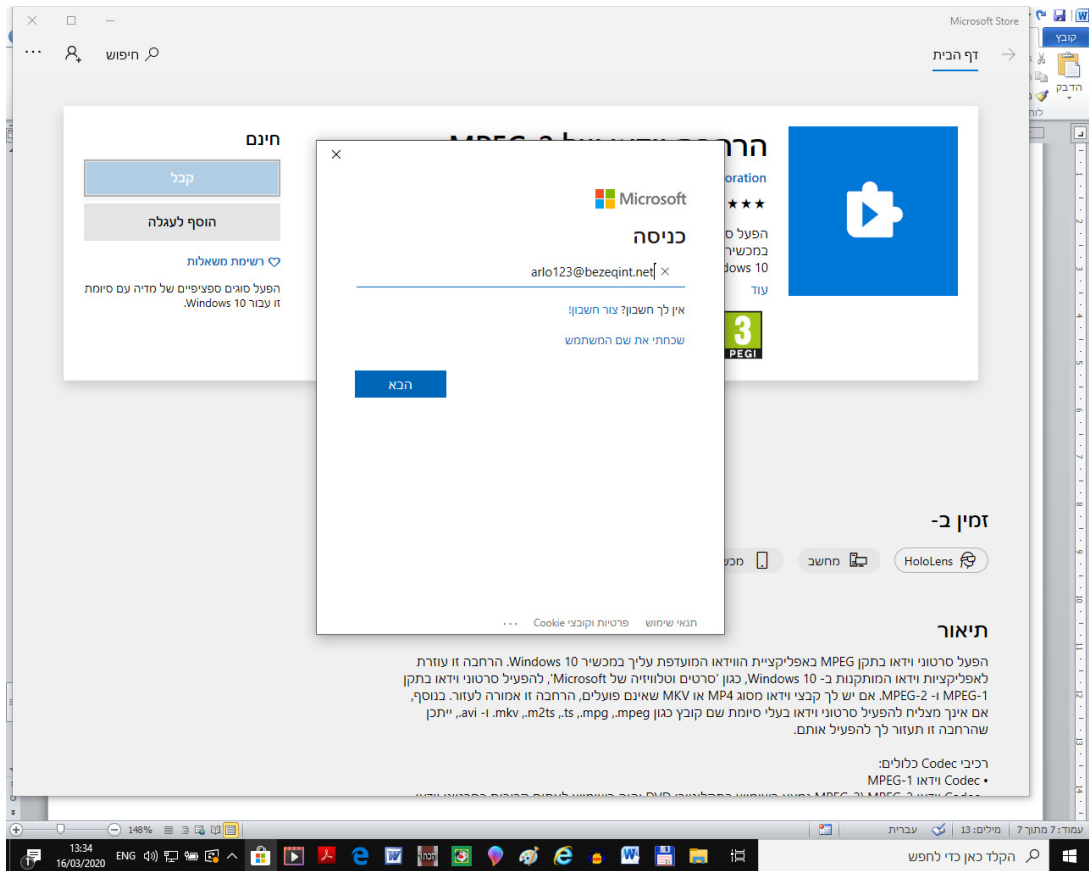 Microsoft Store
דף הבית
חיפוש
קובץ
הדבק
חינם
קבל
הוסף לעגלה
רשימת משאלות
הפעל סוגים ספציפיים של מדיה עם סיומת
זו עבור Windows 10.
oration
★★★
הפעל
במכשיר
dows 10
עוד
3
PEGI
Microsoft
כניסה
arlo123@bezeqint.net
אין לך חשבון? צור חשבון!
שכחתי את שם המשתמש
הבא
תנאי שימוש פרטיות וקובצי Cookie ...
זמין ב-
HoloLens
מחשב
תיאור
הפעל סרטוני וידאו בתקן MPEG באפליקציית הווידאו המועדפת עליך במכשיר Windows 10. הרחבה זו עוזרת
לאפליקציות וידאו המותקנות ב- Windows 10, כגון 'סרטים וטלוויזיה של Microsoft', להפעיל סרטוני וידאו בתקן
MPEG-1 ו- MPEG-2. אם יש לך קבצי וידאו מסוג MP4 או MKV שאינם פועלים, הרחבה זו אמורה לעזור. בנוסף,
אם אינך מצליח להפעיל סרטוני וידאו בעלי סיומת שם קובץ כגון mpeg, .mpg, .ts, .m2ts, .mkv. ו- avi., ייתכן
שהרחבה זו תעזור לך להפעיל אותם.
רכיבי Codec כלולים:
• Codec וידאו MPEG-1
עמוד: 7 מתוך 7
מילים: 13
עברית
148%
הקלד כאן כדי לחפש
ENG
13:34
16/03/2020